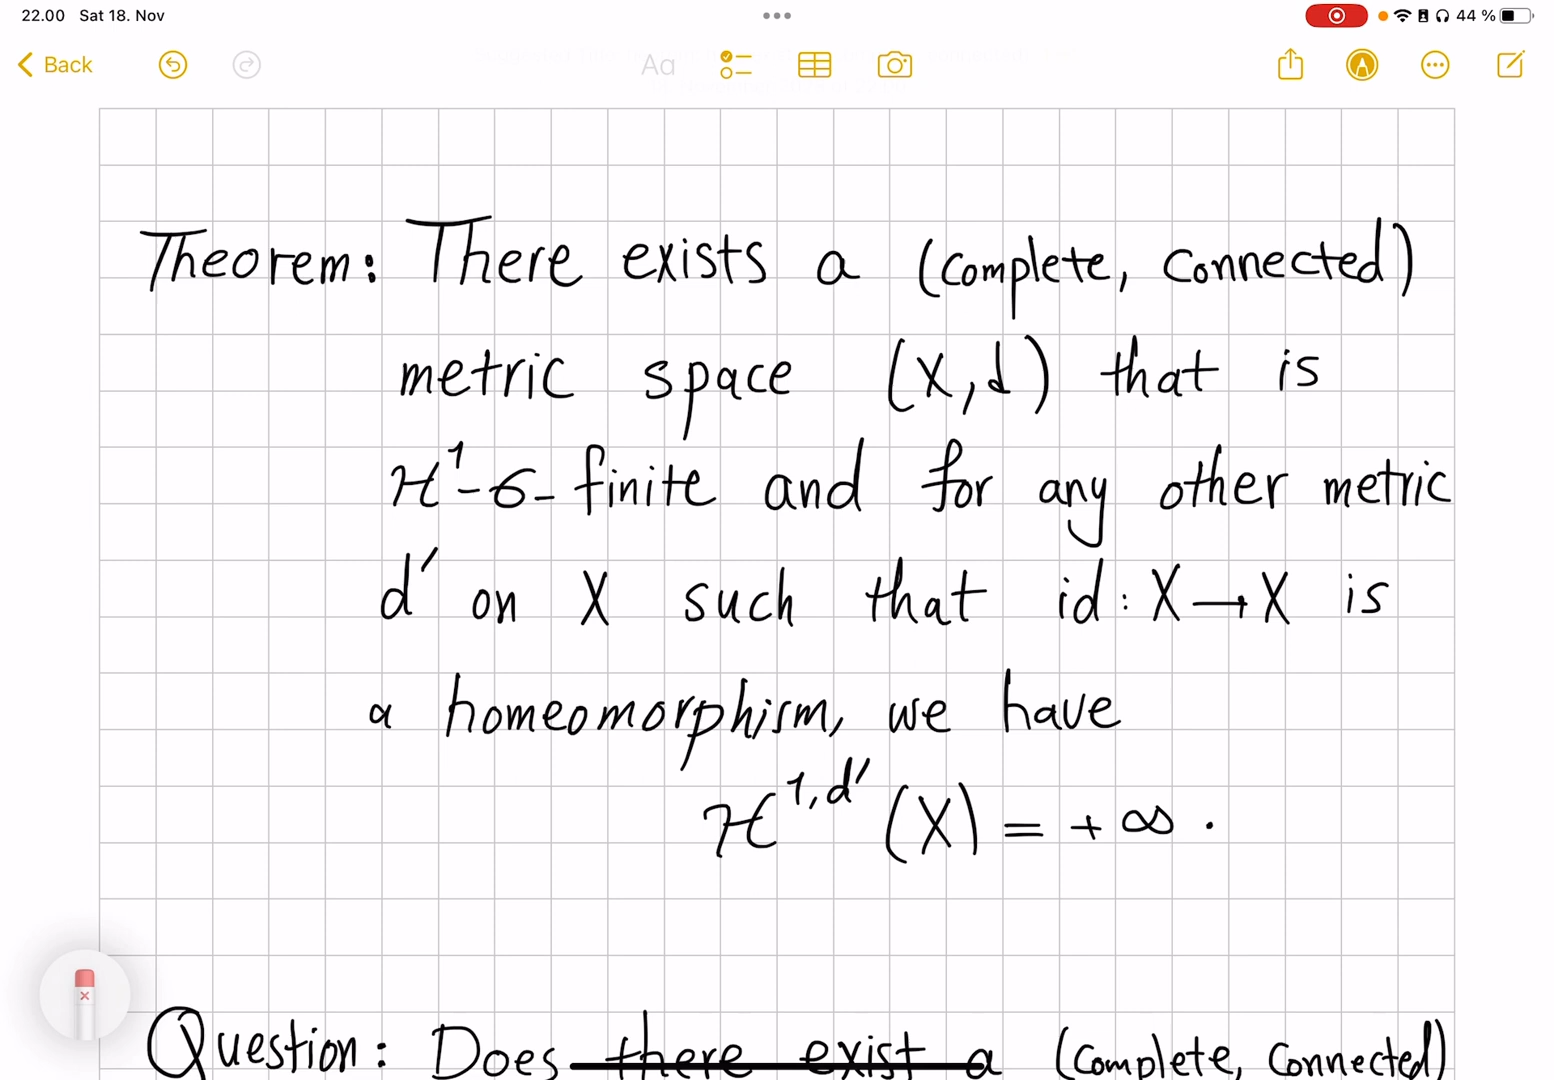 22.00 Sat 18. Nov
44 %
Back
Aa
Theorem: There exists a (complete, connected)
metric space (X,d) that is
ℋ¹-σ-finite and for any other metric
d′ on X such that id: X→X is
a homeomorphism, we have
ℋ^{1,d′}(X) = +∞.
Question: Does there exist a (complete, connected)